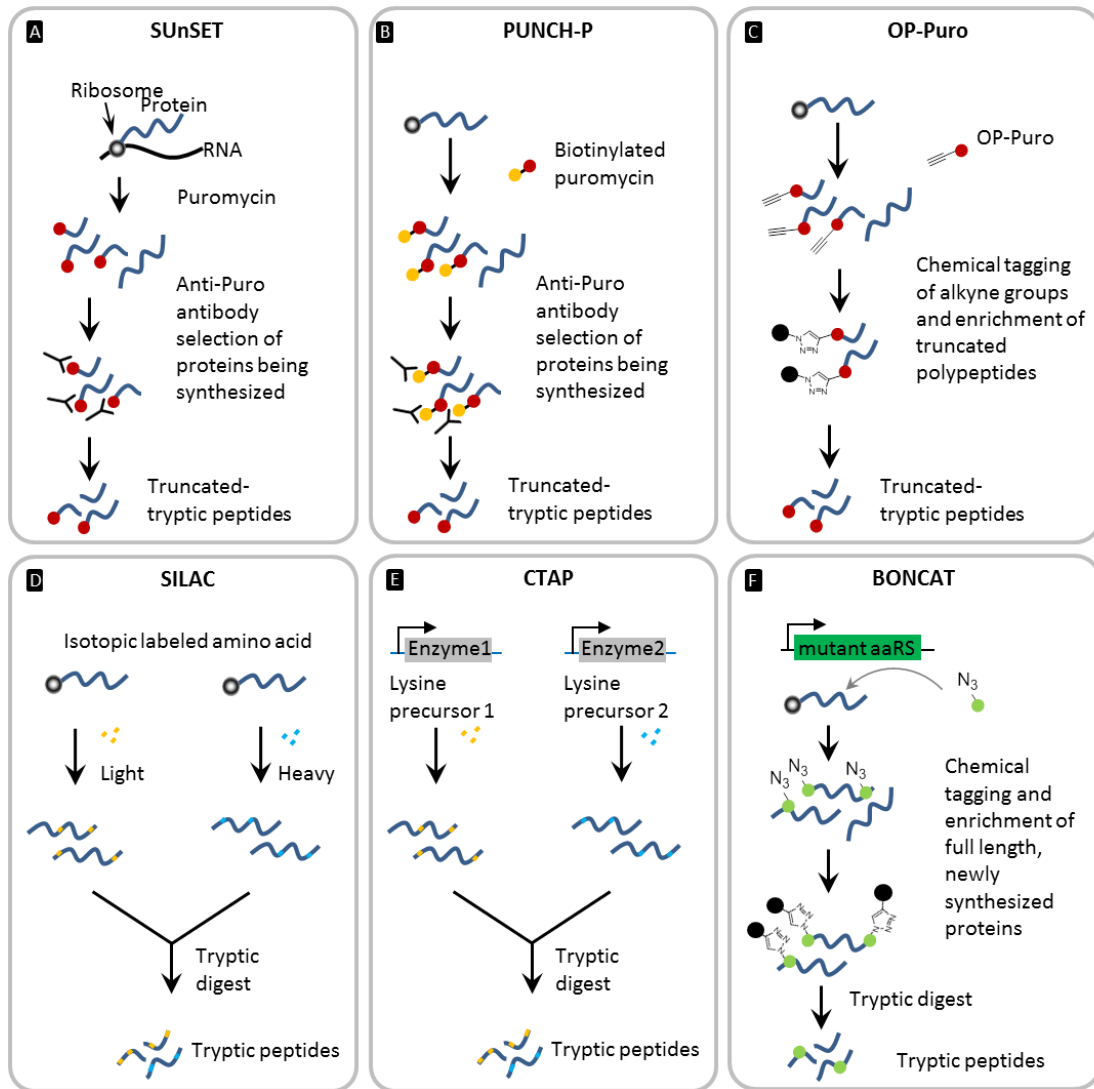 A
SUnSET
Ribosome
Protein
RNA
Puromycin
Anti-Puro
antibody
selection of
proteins being
synthesized
Truncated-
tryptic peptides
B
PUNCH-P
Biotinylated
puromycin
Anti-Puro
antibody
selection of
proteins being
synthesized
Truncated-
tryptic peptides
C
OP-Puro
OP-Puro
Chemical tagging
of alkyne groups
and enrichment of
truncated
polypeptides
N
N=N
N
N=N
Truncated-
tryptic peptides
D
SILAC
Isotopic labeled amino acid
Light
Heavy
Tryptic
digest
Tryptic peptides
E
CTAP
Enzyme1
Enzyme2
Lysine
precursor 1
Lysine
precursor 2
Tryptic
digest
Tryptic peptides
F
BONCAT
mutant aaRS
N3
N3
N3
N3
Chemical
tagging and
enrichment of
full length,
newly
synthesized
proteins
Tryptic digest
Tryptic peptides